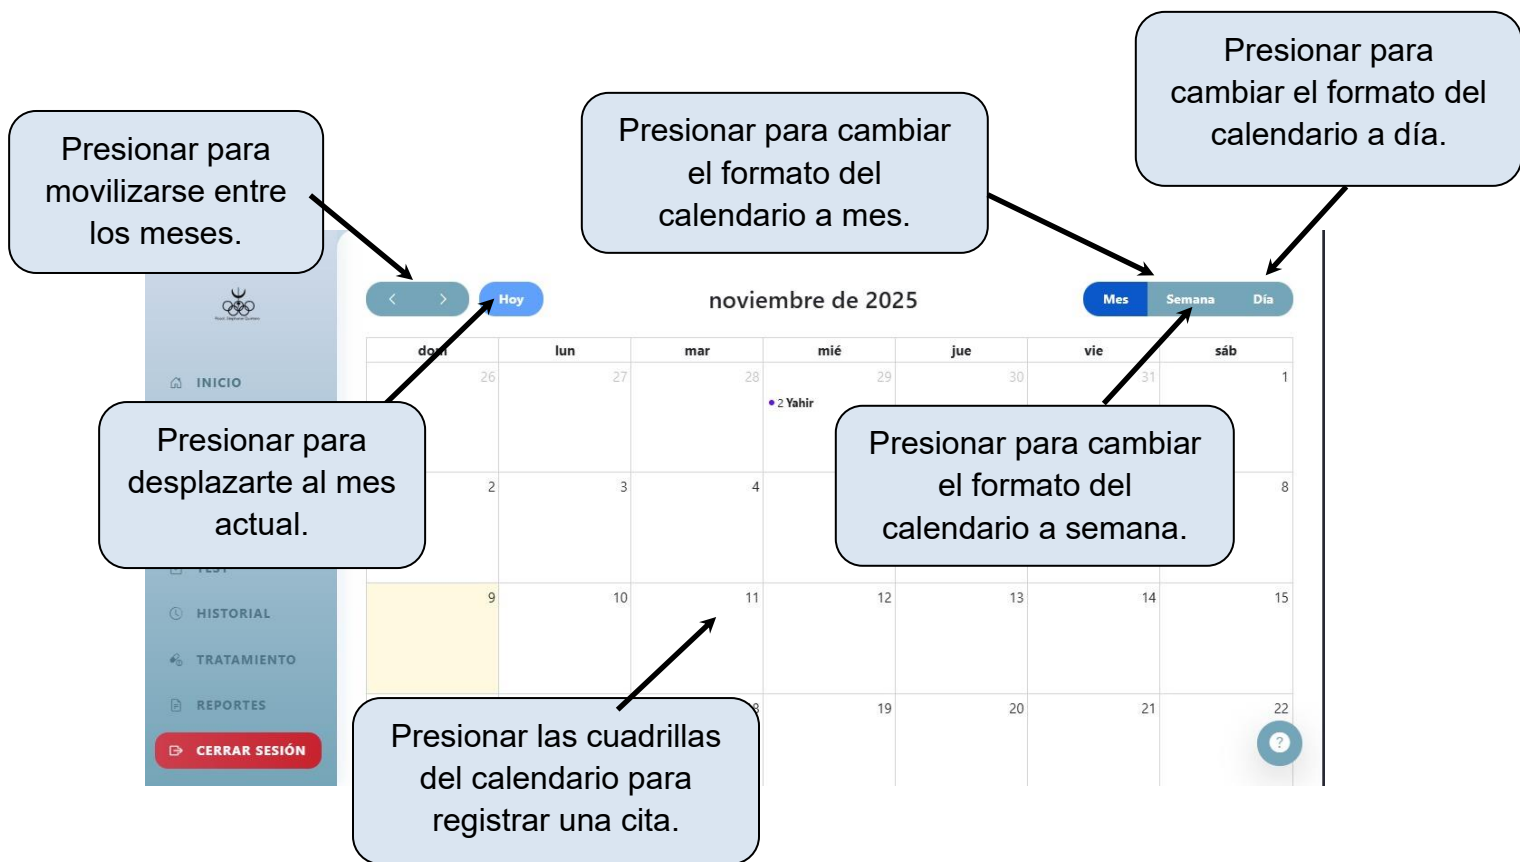 Presionar para
cambiar el formato del
calendario a día.
Presionar para cambiar
el formato del
calendario a mes.
Presionar para
movilizarse entre
los meses.
Hoy
noviembre de 2025
Mes Semana Día
dom lun mar mié jue vie sáb
26 27 28 29 30 31 1
2 Yahir
INICIO
Presionar para
desplazarte al mes
actual.
Presionar para cambiar
el formato del
calendario a semana.
2 3 4 8
TEST
9 10 11 12 13 14 15
HISTORIAL
TRATAMIENTO
REPORTES
CERRAR SESIÓN
19 20 21 22
Presionar las cuadrillas
del calendario para
registrar una cita.